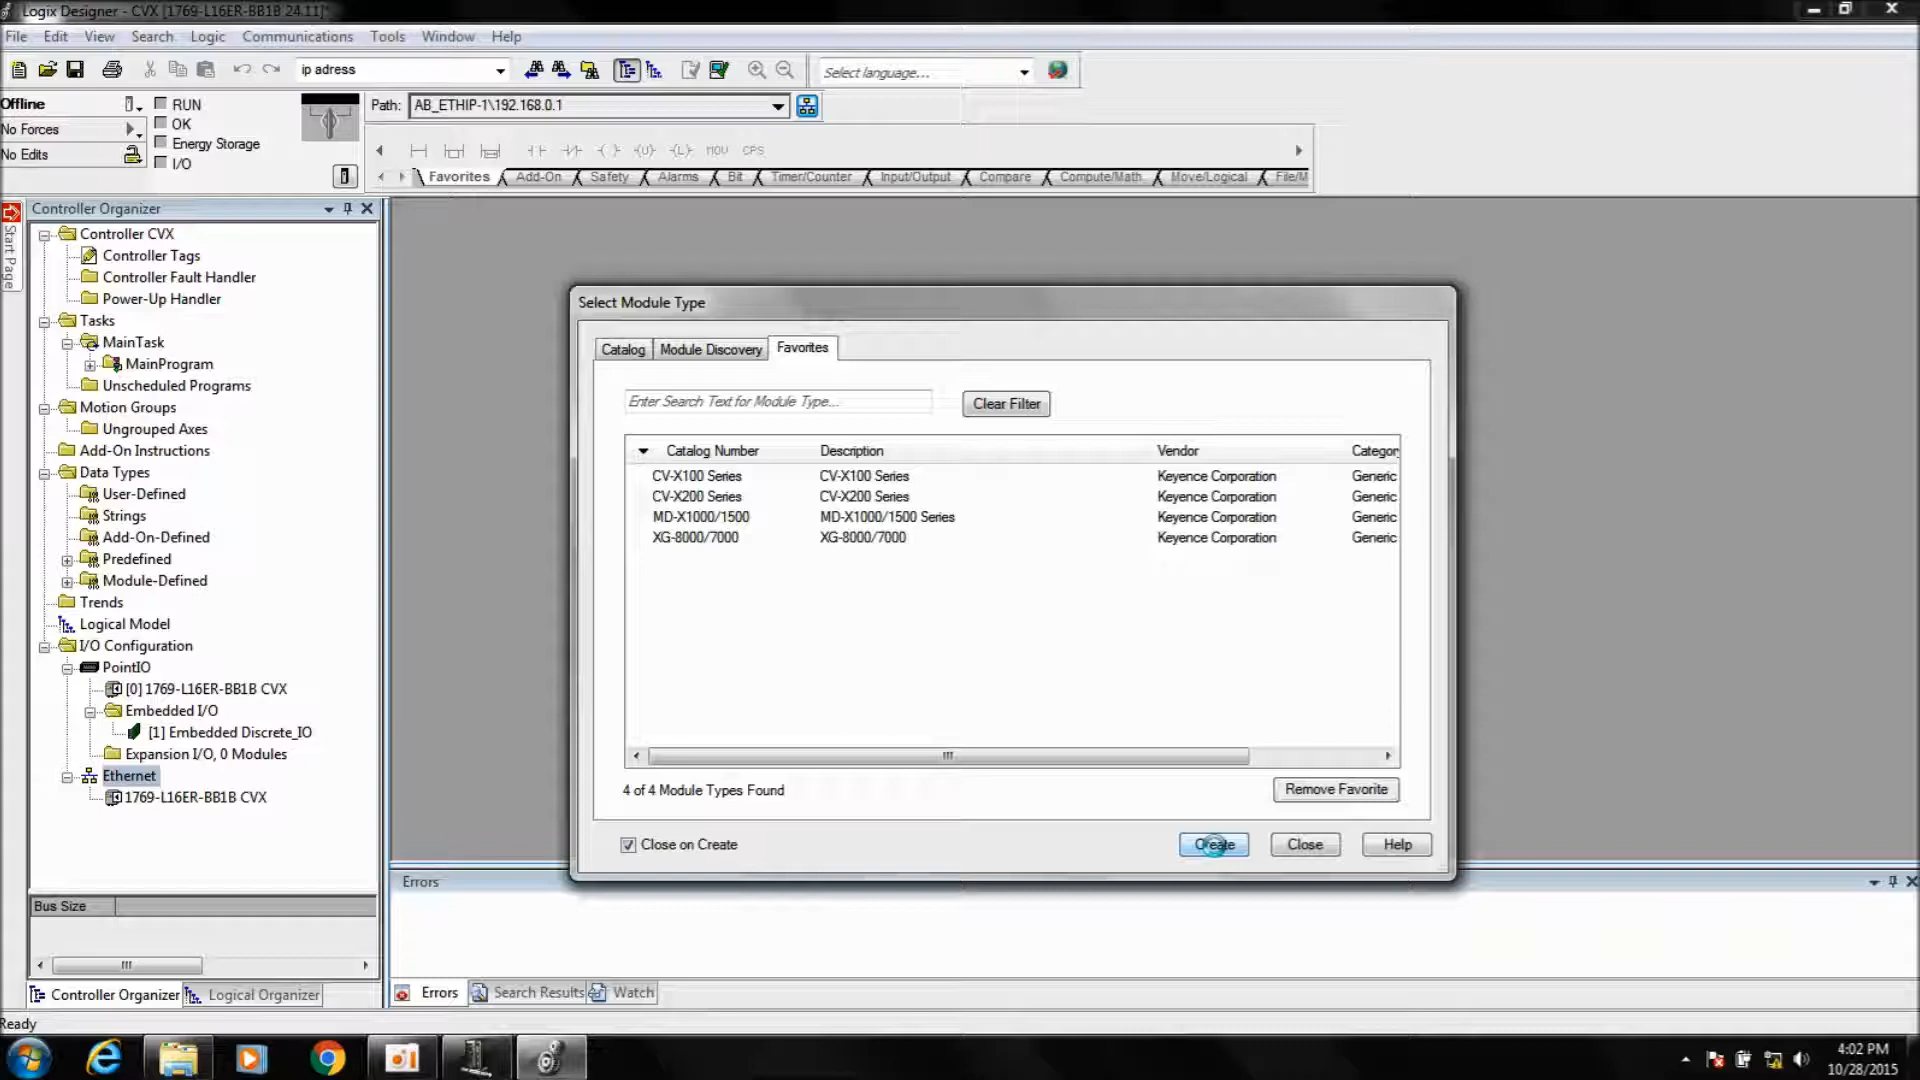 Logix Designer - CVX [1769-L16ER-BB1B 24.11]*
File Edit View Search Logic Communications Tools Window Help
ip adress
Select language...
Offline
RUN
No Forces
OK
No Edits
Energy Storage
I/O
Path: AB_ETHIP-1\192.168.0.1
MOV CPS
Favorites Add-On Safety Alarms Bit Timer/Counter Input/Output Compare Compute/Math Move/Logical File/M
Start Page
Controller Organizer
Controller CVX
Controller Tags
Controller Fault Handler
Power-Up Handler
Tasks
MainTask
MainProgram
Unscheduled Programs
Motion Groups
Ungrouped Axes
Add-On Instructions
Data Types
User-Defined
Strings
Add-On-Defined
Predefined
Module-Defined
Trends
Logical Model
I/O Configuration
PointIO
[0] 1769-L16ER-BB1B CVX
Embedded I/O
[1] Embedded Discrete_IO
Expansion I/O, 0 Modules
Ethernet
1769-L16ER-BB1B CVX
Bus Size
Controller Organizer Logical Organizer
Select Module Type
Catalog Module Discovery Favorites
Enter Search Text for Module Type...
Clear Filter
Catalog Number Description Vendor Categor
CV-X100 Series CV-X100 Series Keyence Corporation Generic
CV-X200 Series CV-X200 Series Keyence Corporation Generic
MD-X1000/1500 MD-X1000/1500 Series Keyence Corporation Generic
XG-8000/7000 XG-8000/7000 Keyence Corporation Generic
4 of 4 Module Types Found
Remove Favorite
Close on Create
Create Close Help
Errors
Errors Search Results Watch
Ready
4:02 PM
10/28/2015